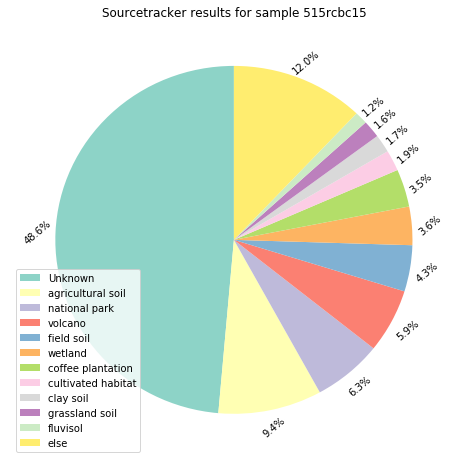 Sourcetracker results for sample 515rcbc15
12.0%
1.2%
1.6%
1.7%
1.9%
3.5%
3.6%
4.3%
5.9%
6.3%
9.4%
48.6%
Unknown
agricultural soil
national park
volcano
field soil
wetland
coffee plantation
cultivated habitat
clay soil
grassland soil
fluvisol
else